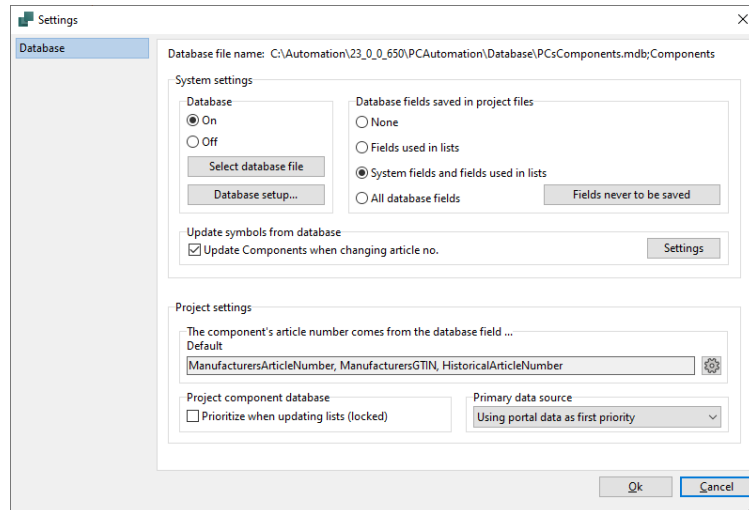 Settings
Database
Database file name: C:\Automation\23_0_0_650\PCAutomation\Database\PCsComponents.mdb;Components
System settings
Database
On
Off
Select database file
Database setup...
Database fields saved in project files
None
Fields used in lists
System fields and fields used in lists
All database fields
Fields never to be saved
Update symbols from database
Update Components when changing article no.
Settings
Project settings
The component's article number comes from the database field ...
Default
ManufacturersArticleNumber, ManufacturersGTIN, HistoricalArticleNumber
Project component database
Prioritize when updating lists (locked)
Primary data source
Using portal data as first priority
Ok
Cancel